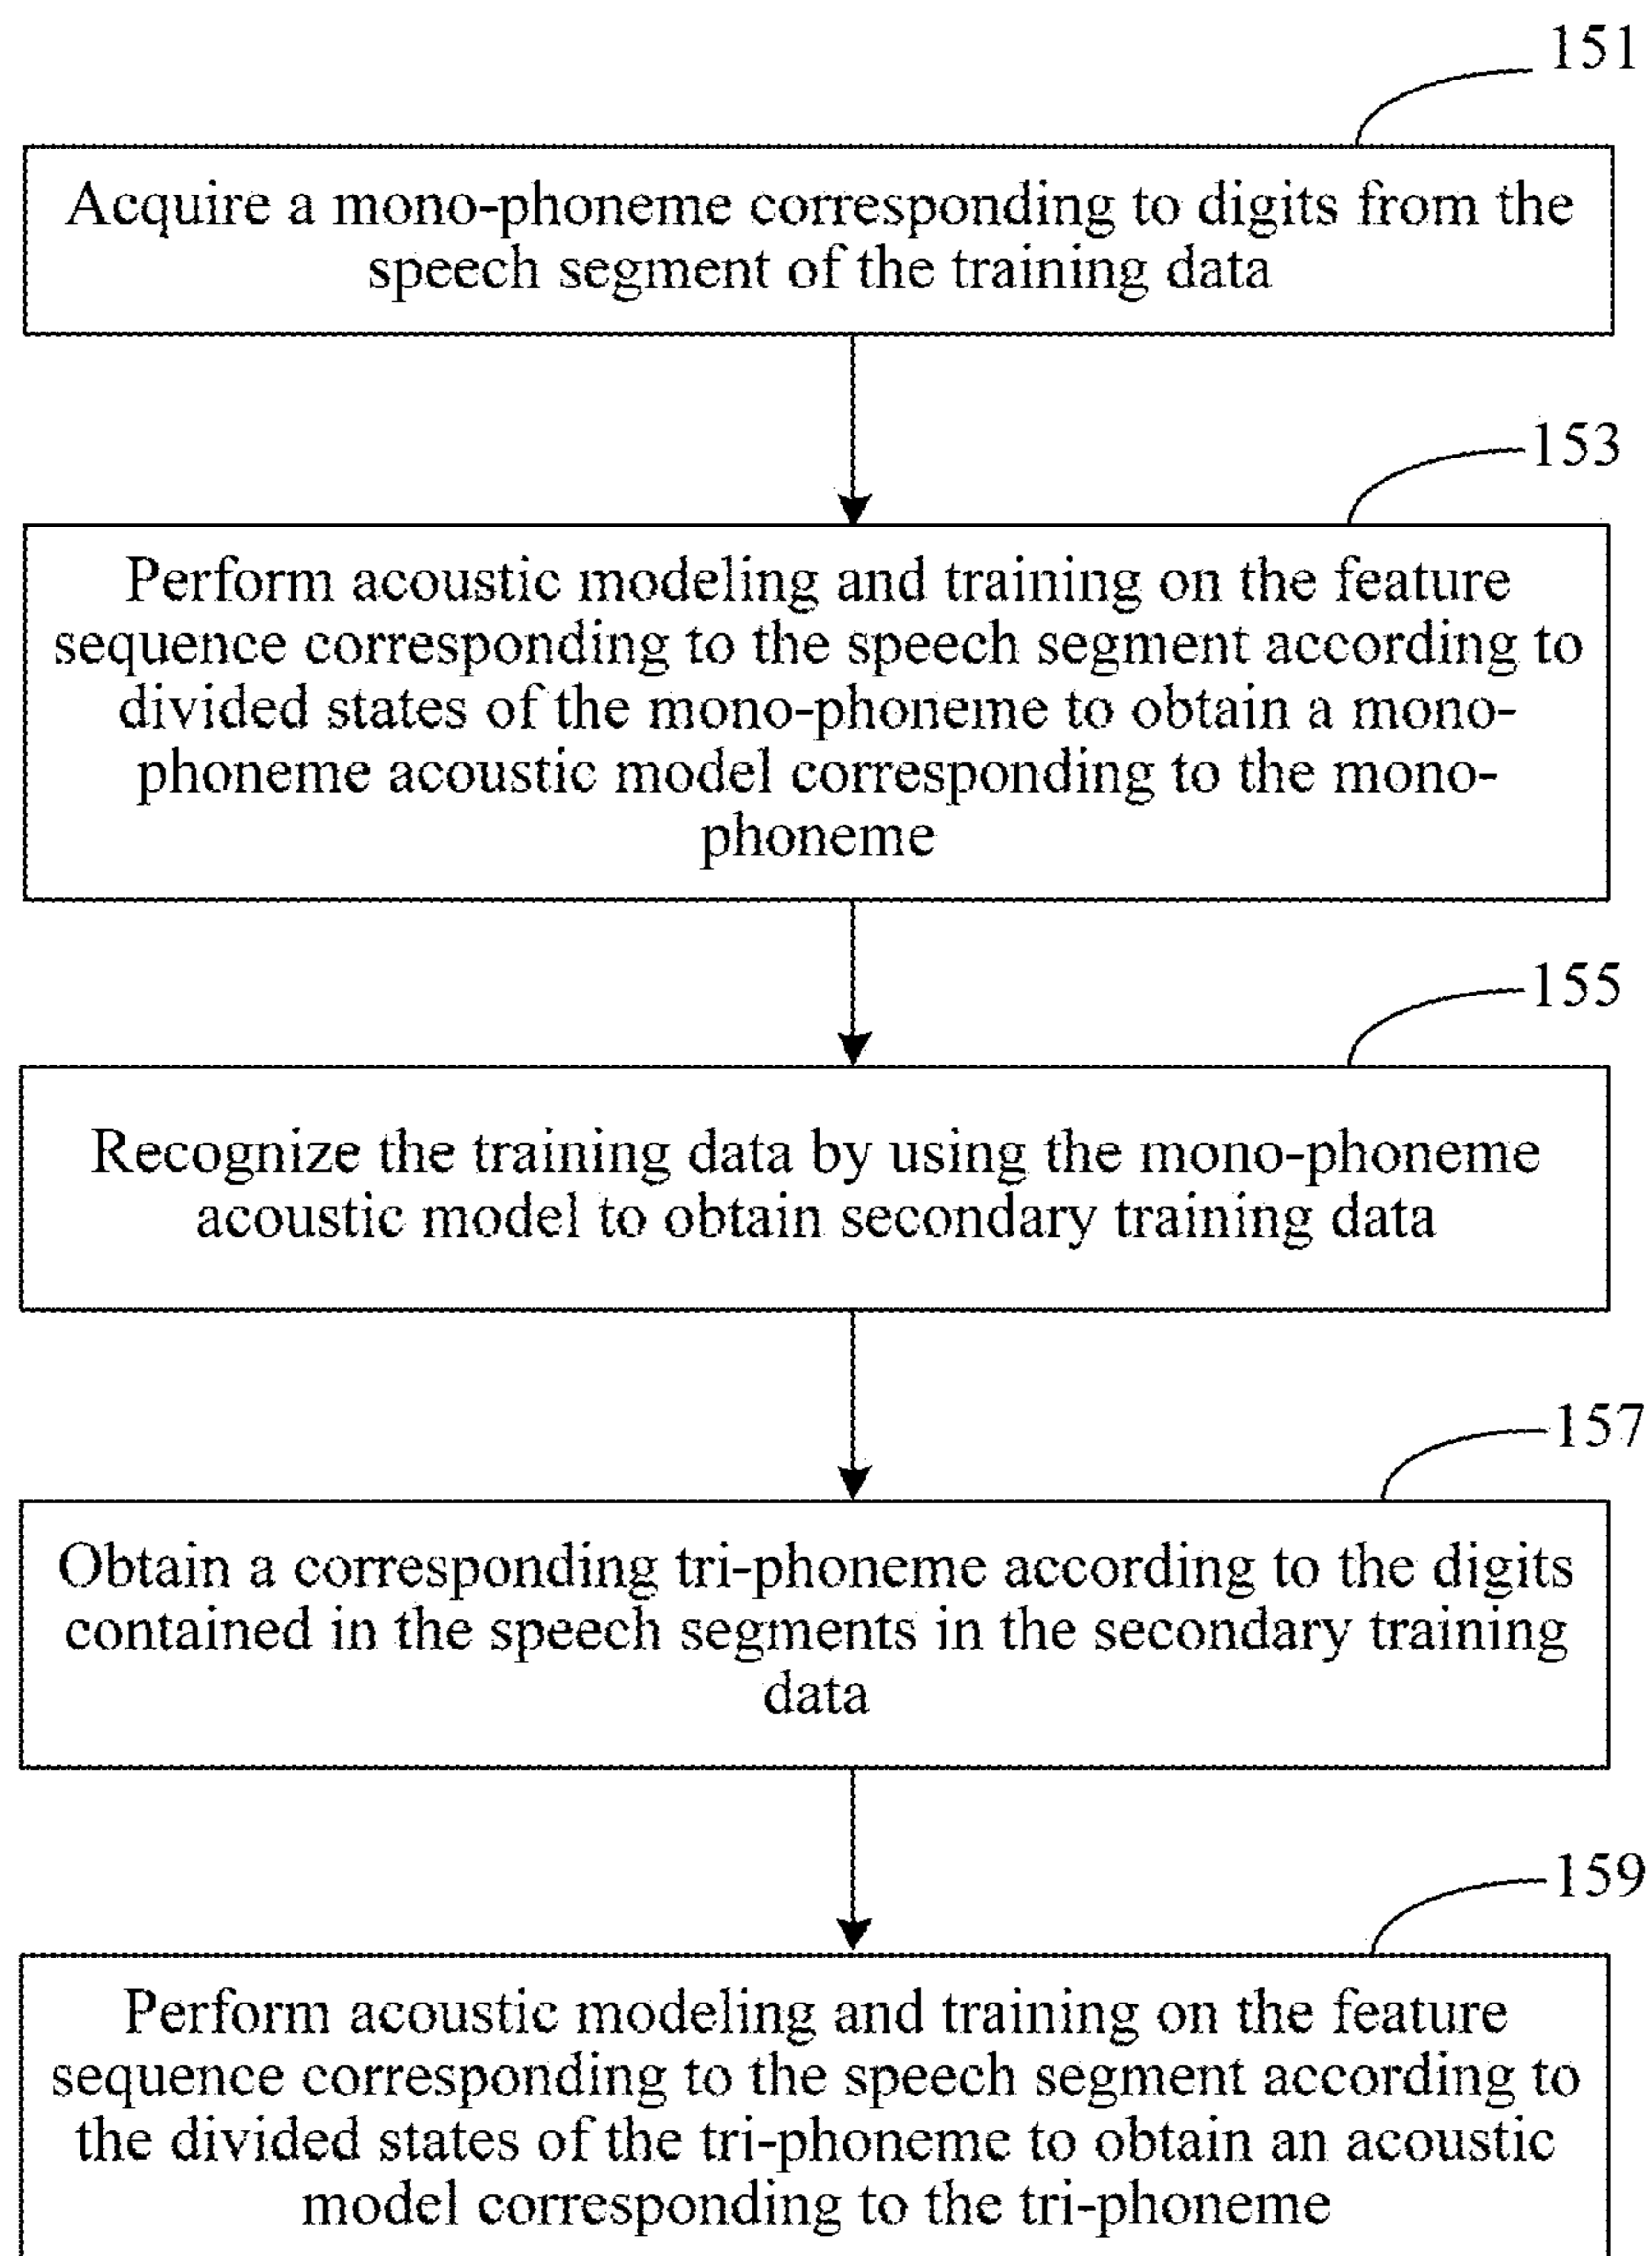 151
Acquire a mono-phoneme corresponding to digits from the
speech segment of the training data
153
Perform acoustic modeling and training on the feature
sequence corresponding to the speech segment according to
divided states of the mono-phoneme to obtain a mono-
phoneme acoustic model corresponding to the mono-
phoneme
155
Recognize the training data by using the mono-phoneme
acoustic model to obtain secondary training data
157
Obtain a corresponding tri-phoneme according to the digits
contained in the speech segments in the secondary training
data
159
Perform acoustic modeling and training on the feature
sequence corresponding to the speech segment according to
the divided states of the tri-phoneme to obtain an acoustic
model corresponding to the tri-phoneme